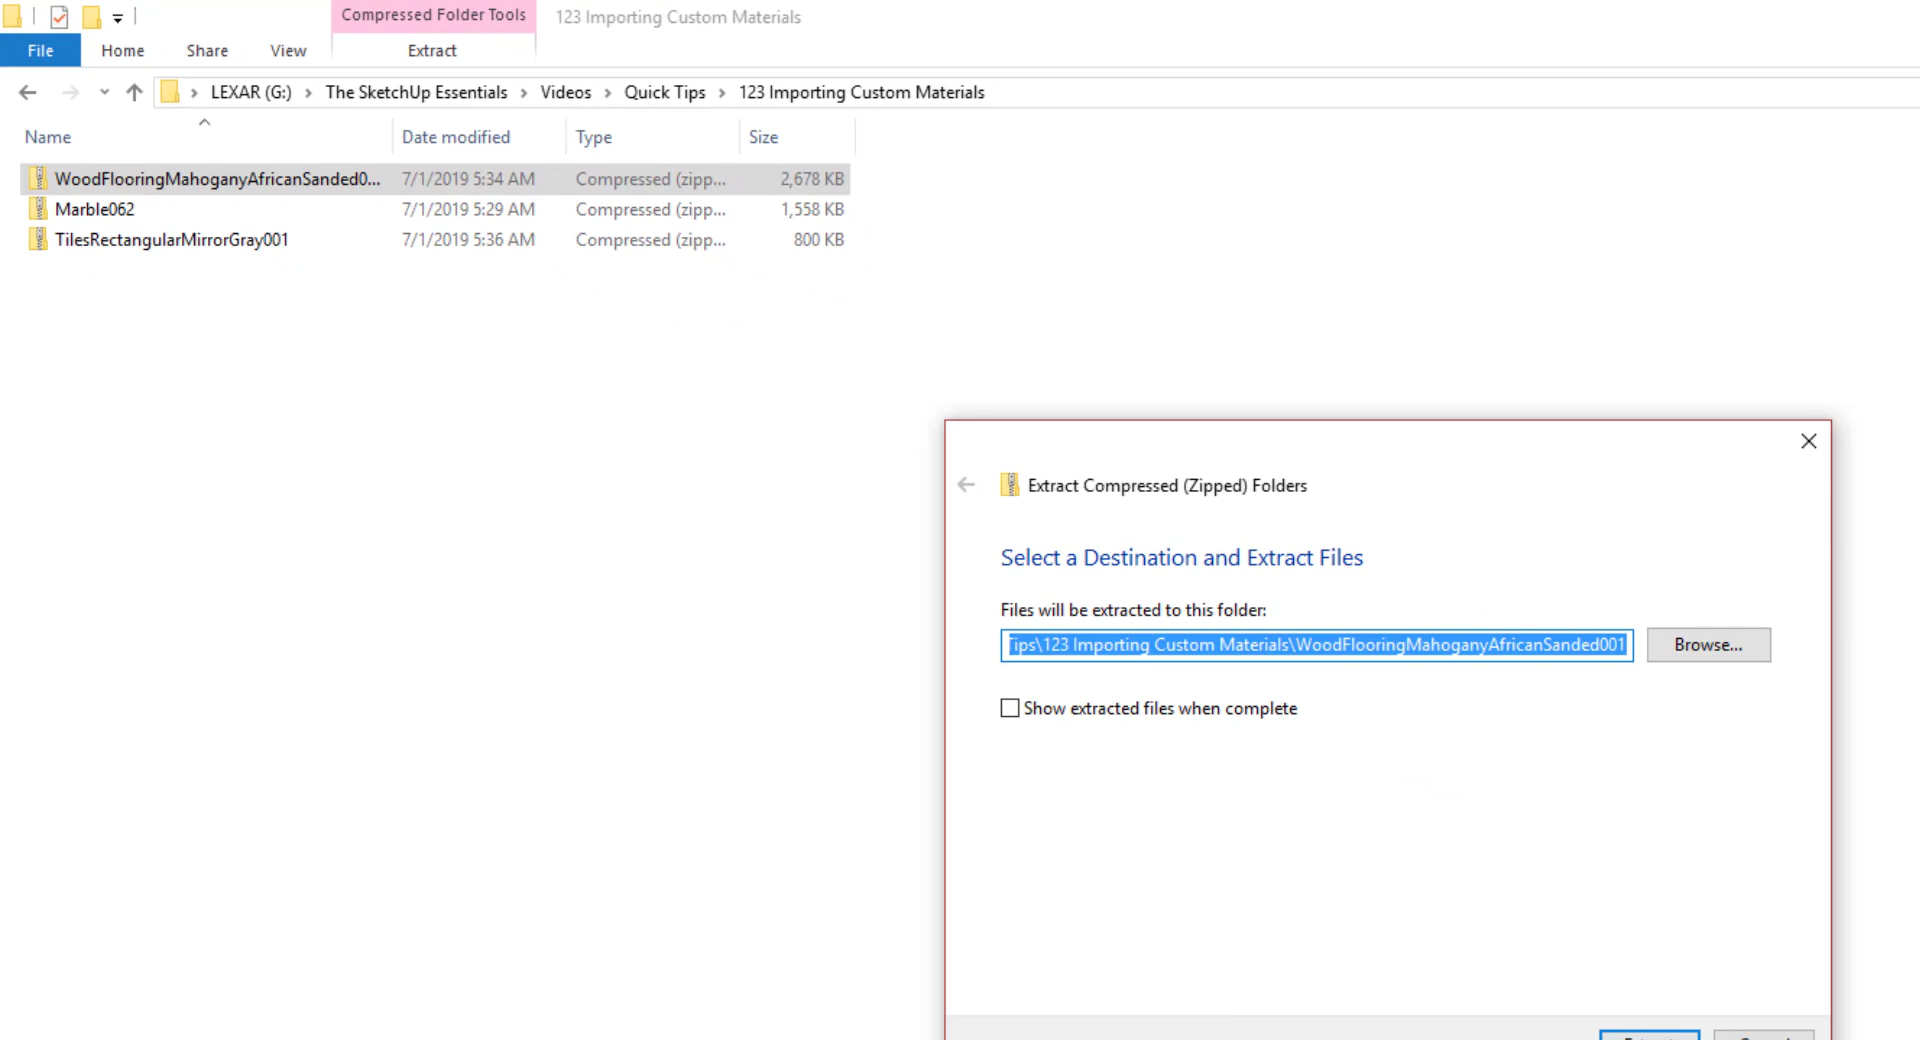 Compressed Folder Tools 123 Importing Custom Materials
File Home Share View Extract
LEXAR (G:) The SketchUp Essentials Videos Quick Tips 123 Importing Custom Materials
Name Date modified Type Size
WoodFlooringMahoganyAfricanSanded0... 7/1/2019 5:34 AM Compressed (zipp... 2,678 KB
Marble062 7/1/2019 5:29 AM Compressed (zipp... 1,558 KB
TilesRectangularMirrorGray001 7/1/2019 5:36 AM Compressed (zipp... 800 KB
Extract Compressed (Zipped) Folders
Select a Destination and Extract Files
Files will be extracted to this folder:
Tips\123 Importing Custom Materials\WoodFlooringMahoganyAfricanSanded001 Browse...
Show extracted files when complete